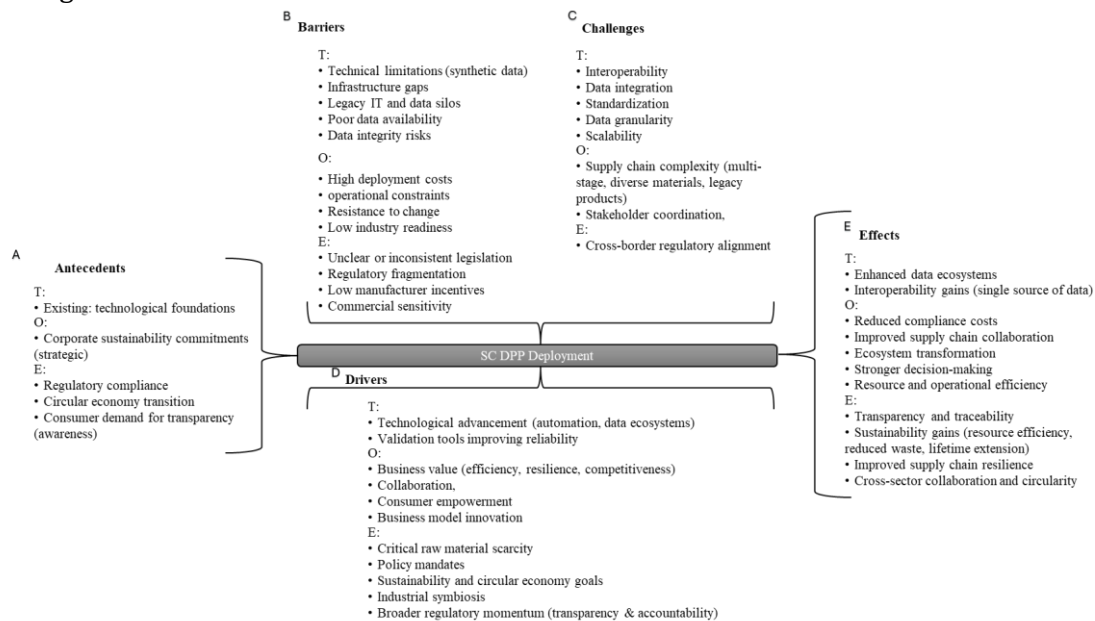 A
Antecedents
T:
• Existing: technological foundations
O:
• Corporate sustainability commitments
(strategic)
E:
• Regulatory compliance
• Circular economy transition
• Consumer demand for transparency
(awareness)
B
Barriers
T:
• Technical limitations (synthetic data)
• Infrastructure gaps
• Legacy IT and data silos
• Poor data availability
• Data integrity risks
O:
• High deployment costs
• operational constraints
• Resistance to change
• Low industry readiness
E:
• Unclear or inconsistent legislation
• Regulatory fragmentation
• Low manufacturer incentives
• Commercial sensitivity
C
Challenges
T:
• Interoperability
• Data integration
• Standardization
• Data granularity
• Scalability
O:
• Supply chain complexity (multi-
stage, diverse materials, legacy
products)
• Stakeholder coordination,
E:
• Cross-border regulatory alignment
SC DPP Deployment
D
Drivers
T:
• Technological advancement (automation, data ecosystems)
• Validation tools improving reliability
O:
• Business value (efficiency, resilience, competitiveness)
• Collaboration,
• Consumer empowerment
• Business model innovation
E:
• Critical raw material scarcity
• Policy mandates
• Sustainability and circular economy goals
• Industrial symbiosis
• Broader regulatory momentum (transparency & accountability)
E
Effects
T:
• Enhanced data ecosystems
• Interoperability gains (single source of data)
O:
• Reduced compliance costs
• Improved supply chain collaboration
• Ecosystem transformation
• Stronger decision-making
• Resource and operational efficiency
E:
• Transparency and traceability
• Sustainability gains (resource efficiency,
reduced waste, lifetime extension)
• Improved supply chain resilience
• Cross-sector collaboration and circularity